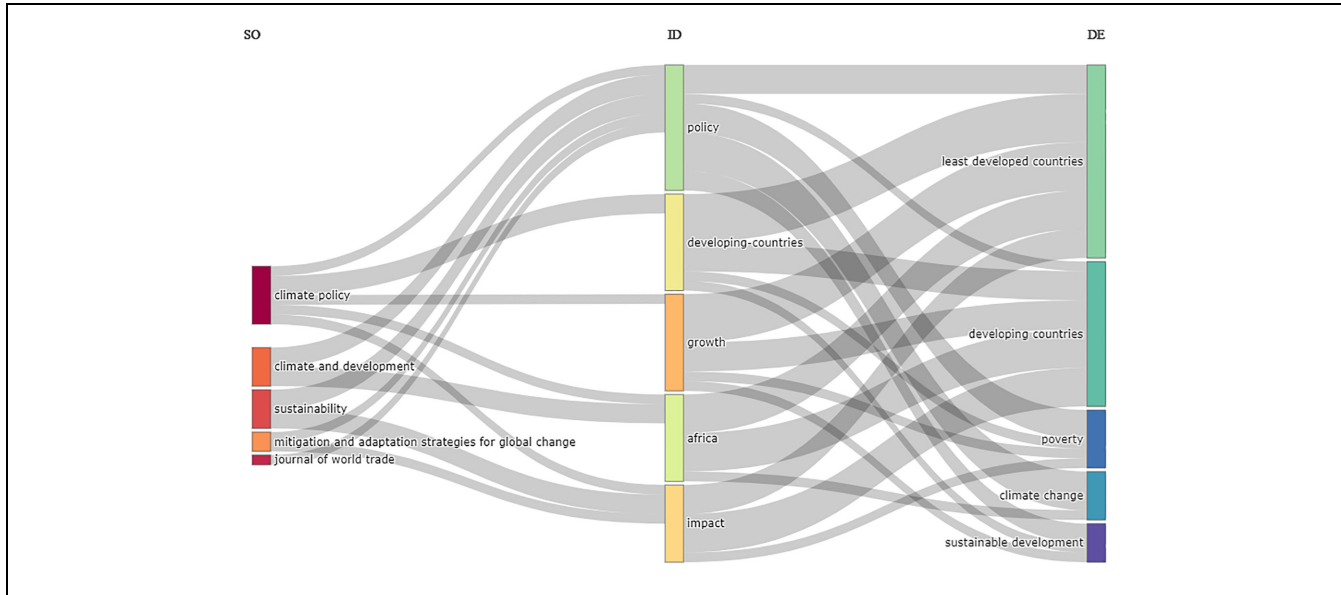 SO
ID
DE
climate policy
climate and development
sustainability
mitigation and adaptation strategies for global change
journal of world trade
policy
developing-countries
growth
africa
impact
least developed countries
developing countries
poverty
climate change
sustainable development